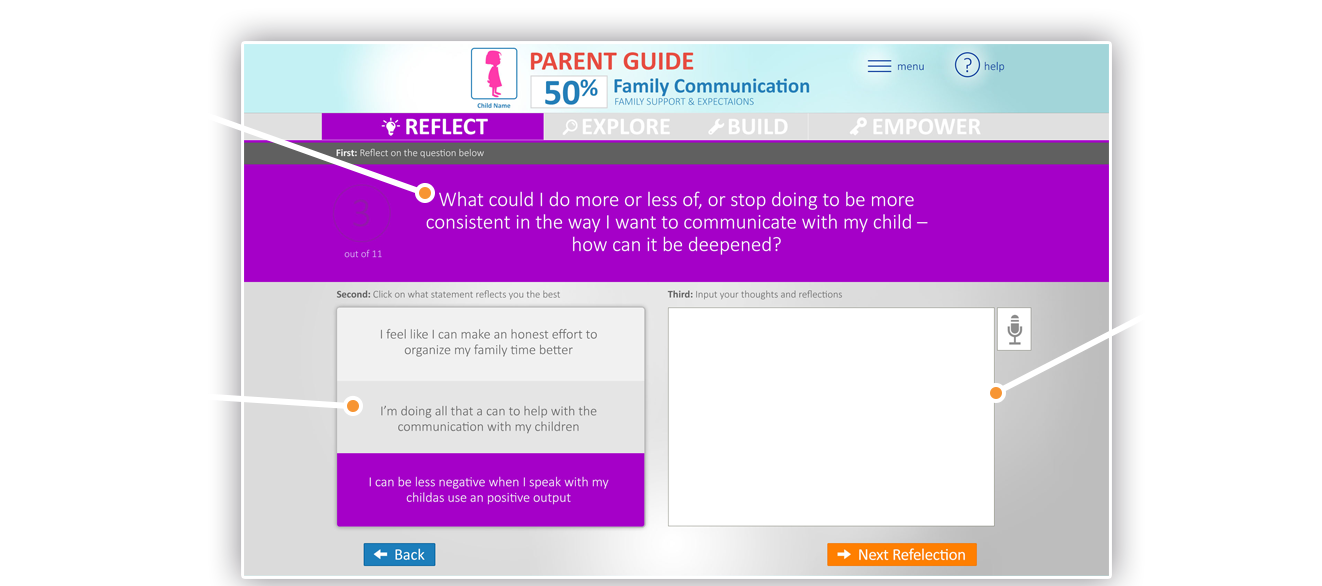 PARENT GUIDE
50%
Family Communication
FAMILY SUPPORT & EXPECTAIONS
Child Name
menu
?
help
REFLECT
EXPLORE
BUILD
EMPOWER
First: Reflect on the question below
3
out of 11
What could I do more or less of, or stop doing to be more
consistent in the way I want to communicate with my child –
how can it be deepened?
Second: Click on what statement reflects you the best
I feel like I can make an honest effort to
organize my family time better
I'm doing all that a can to help with the
communication with my children
I can be less negative when I speak with my
childas use an positive output
Third: Input your thoughts and reflections
Back
Next Refelection